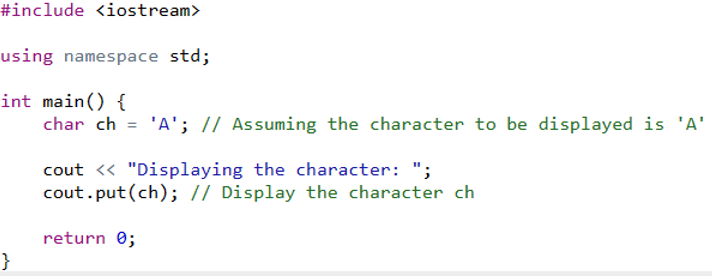 #include <iostream>
using namespace std;
int main() {
char ch = 'A'; // Assuming the character to be displayed is 'A'
cout << "Displaying the character: ";
cout.put(ch); // Display the character ch
return 0;
}